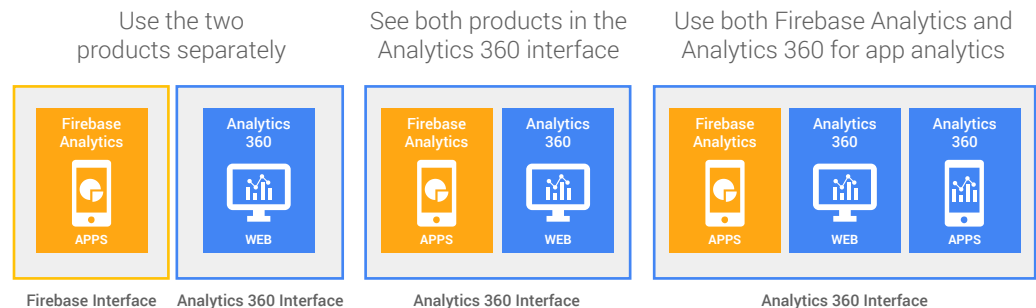 Use the two
products separately
See both products in the
Analytics 360 interface
Use both Firebase Analytics and
Analytics 360 for app analytics
Firebase
Analytics
APPS
Analytics
360
WEB
Firebase
Analytics
APPS
Analytics
360
WEB
Firebase
Analytics
APPS
Analytics
360
WEB
Analytics
360
APPS
Firebase Interface
Analytics 360 Interface
Analytics 360 Interface
Analytics 360 Interface